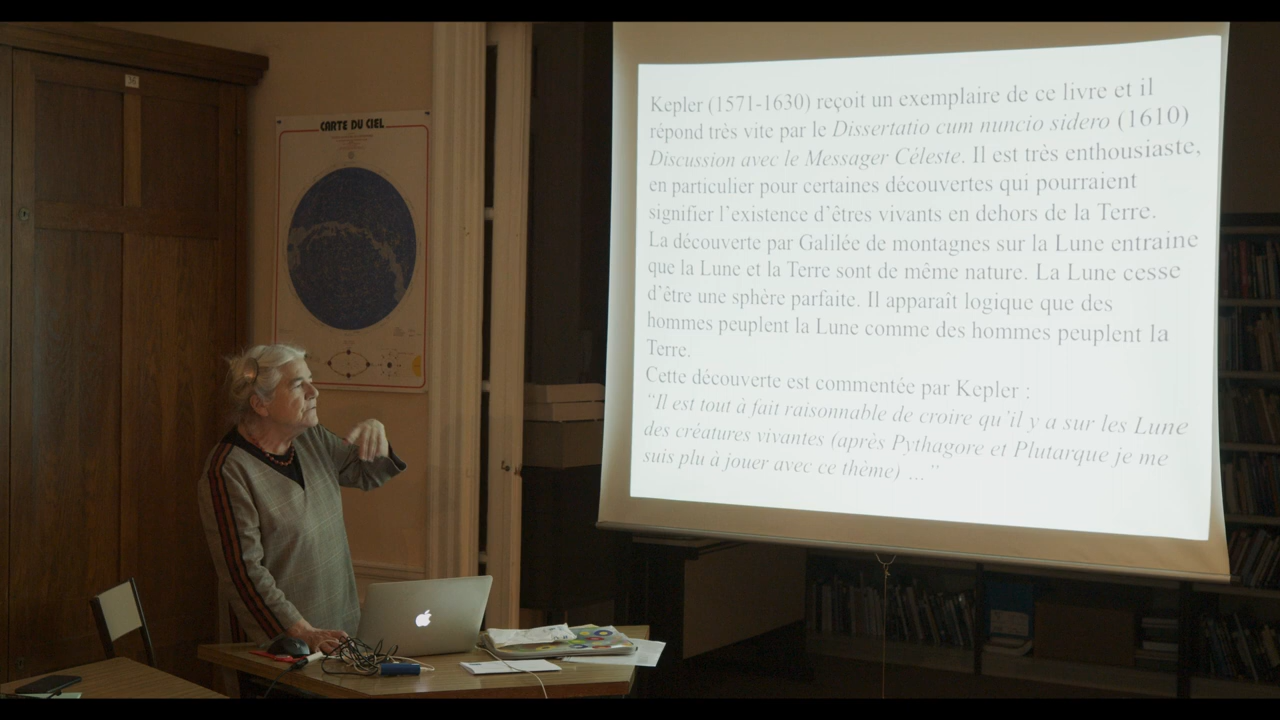 CARTE DU CIEL
Kepler (1571-1630) reçoit un exemplaire de ce livre et il
répond très vite par le Dissertatio cum nuncio sidero (1610)
Discussion avec le Messager Céleste. Il est très enthousiaste,
en particulier pour certaines découvertes qui pourraient
signifier l’existence d’êtres vivants en dehors de la Terre.
La découverte par Galilée de montagnes sur la Lune entraine
que la Lune et la Terre sont de même nature. La Lune cesse
d’être une sphère parfaite. Il apparaît logique que des
hommes peuplent la Lune comme des hommes peuplent la
Terre.
Cette découverte est commentée par Kepler :
“Il est tout à fait raisonnable de croire qu’il y a sur les Lune
des créatures vivantes (après Pythagore et Plutarque je me
suis plu à jouer avec ce thème) …”